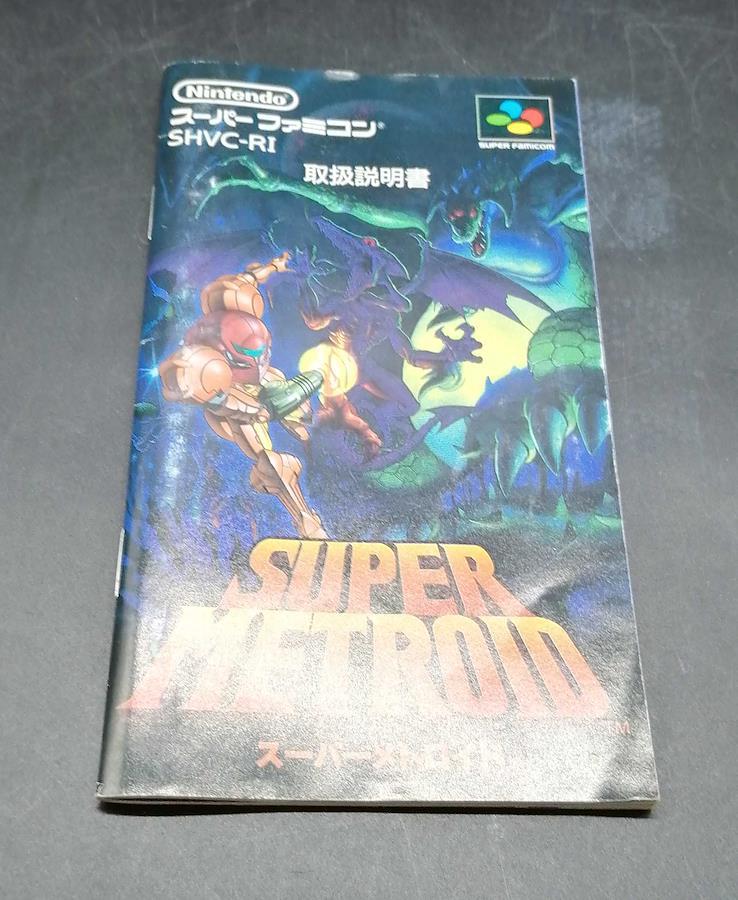 Nintendo
スーパーファミコン®
SHVC-RI
SUPER FAMICOM
取扱説明書
SUPER
METROID
TM
スーパーメトロイド